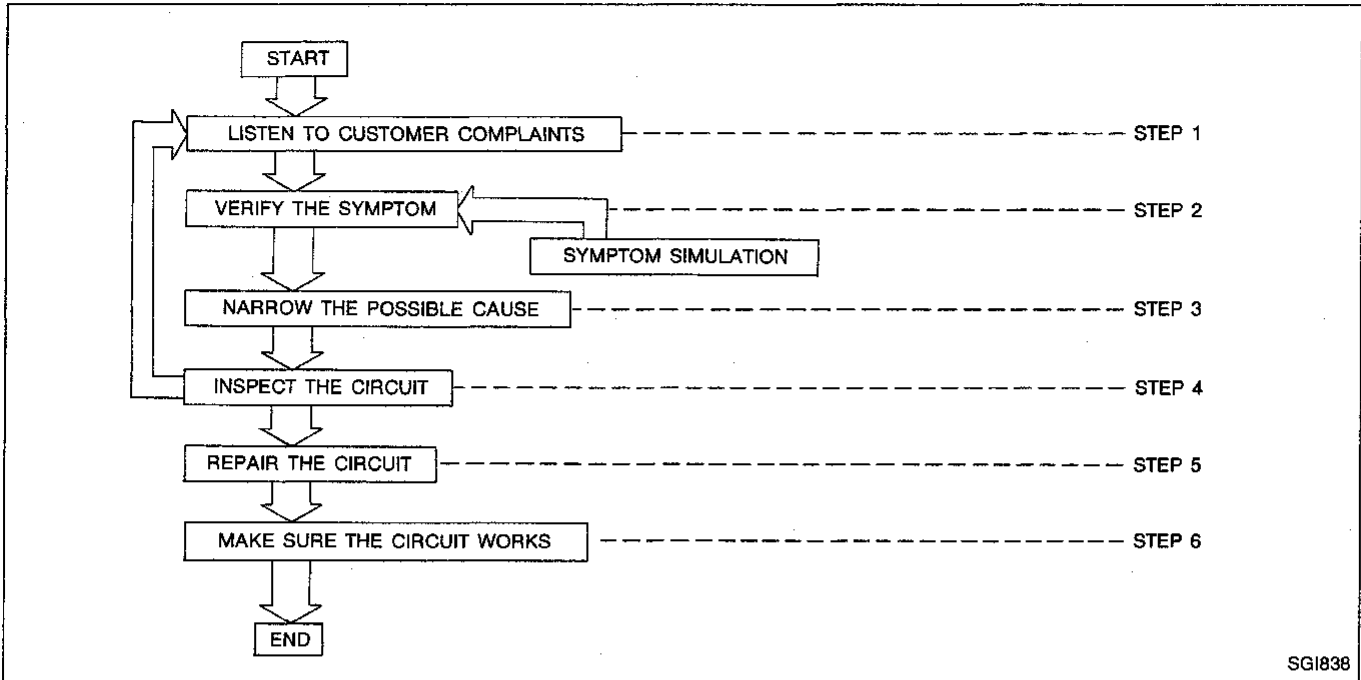 START
LISTEN TO CUSTOMER COMPLAINTS STEP 1
VERIFY THE SYMPTOM STEP 2
SYMPTOM SIMULATION
NARROW THE POSSIBLE CAUSE STEP 3
INSPECT THE CIRCUIT STEP 4
REPAIR THE CIRCUIT STEP 5
MAKE SURE THE CIRCUIT WORKS STEP 6
END
SGI838